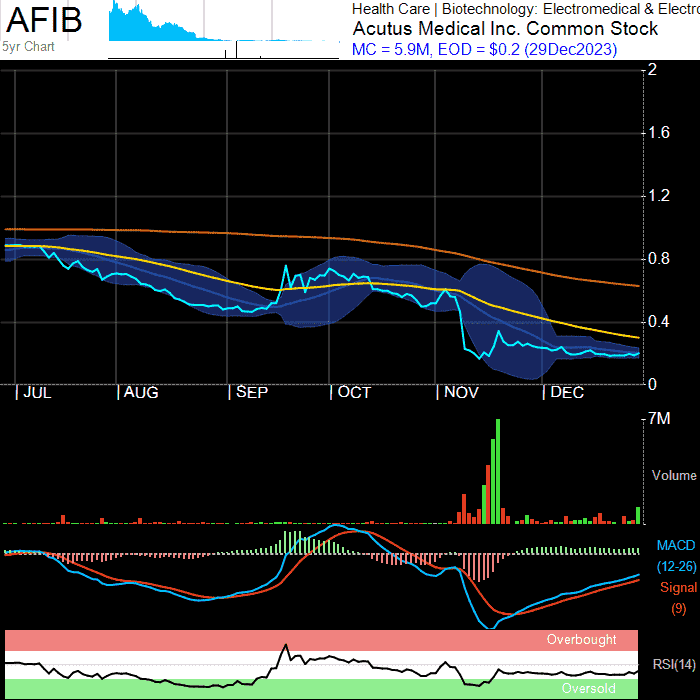 AFIB
5yr Chart
Health Care | Biotechnology: Electromedical & Electro
Acutus Medical Inc. Common Stock
MC = 5.9M, EOD = $0.2 (29Dec2023)
2
1.6
1.2
0.8
0.4
0
JUL
AUG
SEP
OCT
NOV
DEC
7M
Volume
MACD
(12-26)
Signal
(9)
Overbought
RSI(14)
Oversold